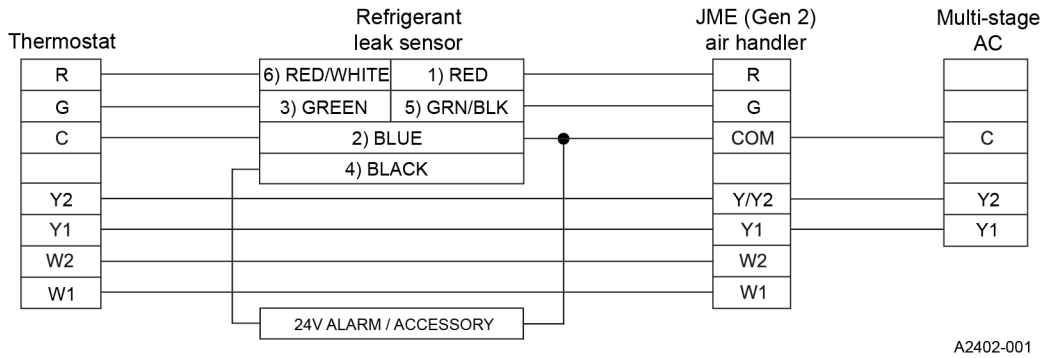 Thermostat
Refrigerant
leak sensor
JME (Gen 2)
air handler
Multi-stage
AC
R
6) RED/WHITE
1) RED
R
G
3) GREEN
5) GRN/BLK
G
C
2) BLUE
COM
C
4) BLACK
Y2
Y/Y2
Y2
Y1
Y1
Y1
W2
W2
W1
W1
24V ALARM / ACCESSORY
A2402-001